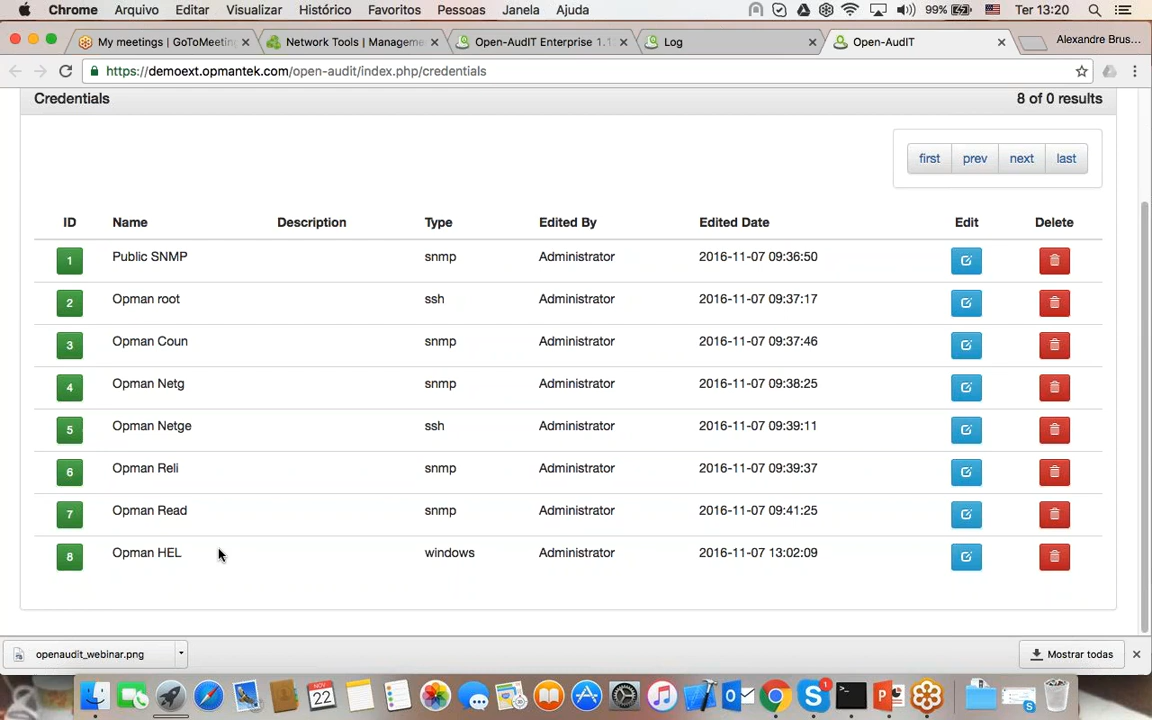 Chrome Arquivo Editar Visualizar Histórico Favoritos Pessoas Janela Ajuda 99% Ter 13:20
My meetings | GoToMeetin Network Tools | Manageme Open-AudIT Enterprise 1.1 Log Open-AudIT Alexandre Brus...
https://demoext.opmantek.com/open-audit/index.php/credentials
Credentials 8 of 0 results
first prev next last
ID Name Description Type Edited By Edited Date Edit Delete
1 Public SNMP snmp Administrator 2016-11-07 09:36:50
2 Opman root ssh Administrator 2016-11-07 09:37:17
3 Opman Coun snmp Administrator 2016-11-07 09:37:46
4 Opman Netg snmp Administrator 2016-11-07 09:38:25
5 Opman Netge ssh Administrator 2016-11-07 09:39:11
6 Opman Reli snmp Administrator 2016-11-07 09:39:37
7 Opman Read snmp Administrator 2016-11-07 09:41:25
8 Opman HEL windows Administrator 2016-11-07 13:02:09
openaudit_webinar.png Mostrar todas
NOV 22 1